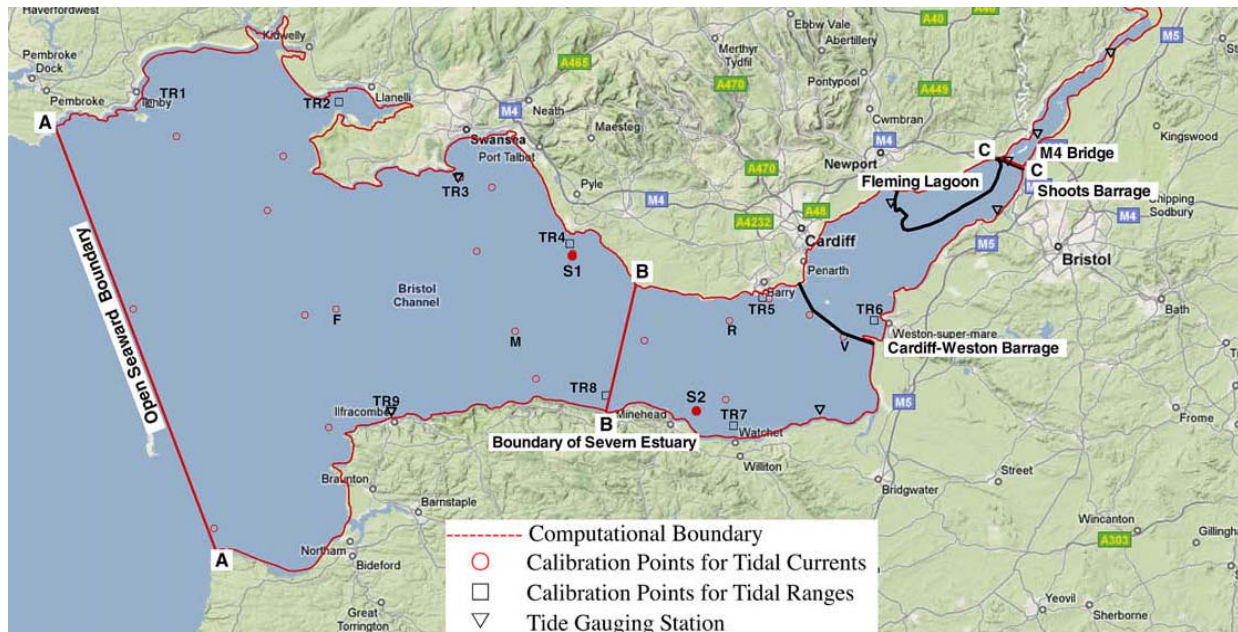 Haverfordwest
Pembroke
Dock
Pembroke
A
TR1
Tenby
Kidwelly
TR2
Llanelli
A465
M4
Neath
Swansea
Port Talbot
Maesteg
Merthyr
Tydfil
Ebbw Vale
Abertillery
A470
Pontypool
A449
A40
A40
M5
Cwmbran
M4
Newport
A470
Pyle
M4
A4232
A48
Cardiff
Penarth
Barry
TR3
TR4
S1
B
TR5
R
V
TR6
Fleming Lagoon
C
M4 Bridge
C
Shoots Barrage
Kingswood
Chipping
Sodbury
M4
M5
Bristol
Bath
Weston-super-mare
Cardiff-Weston Barrage
Open Seaward Boundary
Bristol
Channel
F
M
TR8
TR9
Ilfracombe
B
Minehead
S2
TR7
Watchet
Williton
Boundary of Severn Estuary
M5
Bridgwater
Street
Frome
Wincanton
A303
Gillingham
Yeovil
Sherborne
Braunton
Barnstaple
Northam
Bideford
Great
Torrington
A
Computational Boundary
Calibration Points for Tidal Currents
Calibration Points for Tidal Ranges
Tide Gauging Station